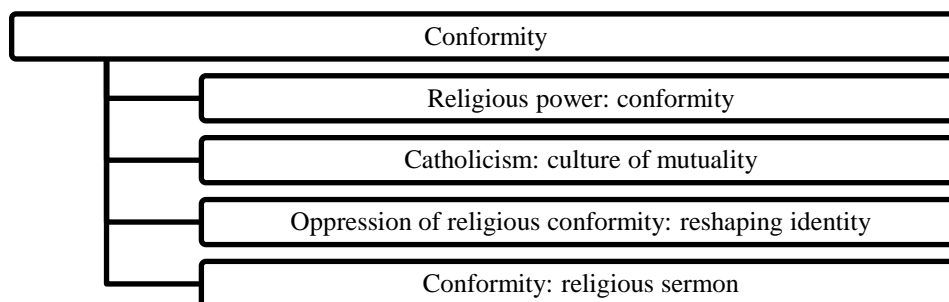 Conformity
Religious power: conformity
Catholicism: culture of mutuality
Oppression of religious conformity: reshaping identity
Conformity: religious sermon